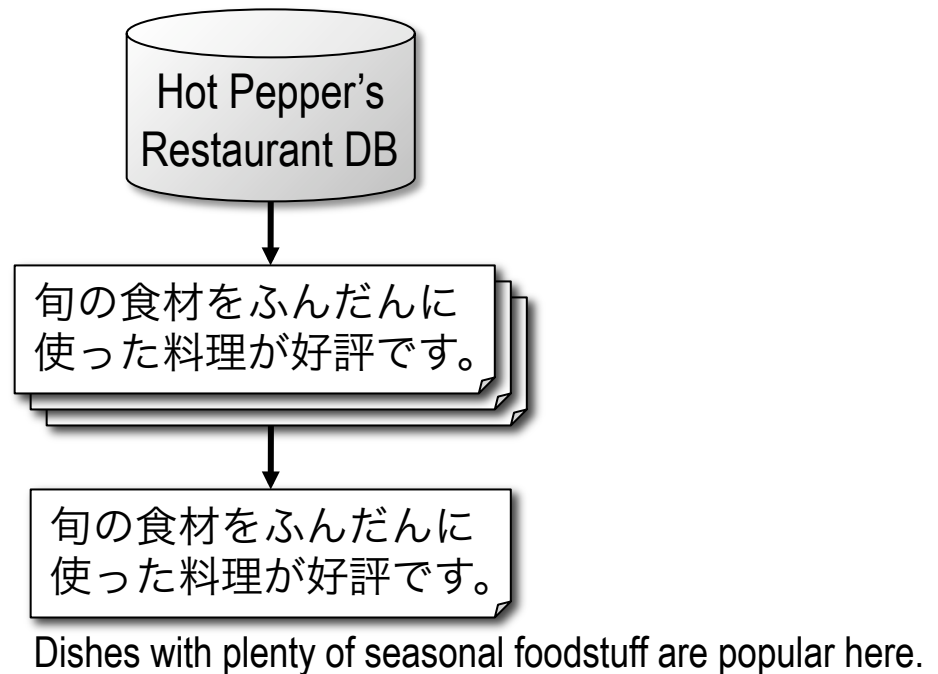 Hot Pepper’s
Restaurant DB
旬の食材をふんだんに
使った料理が好評です。
旬の食材をふんだんに
使った料理が好評です。
Dishes with plenty of seasonal foodstuff are popular here.